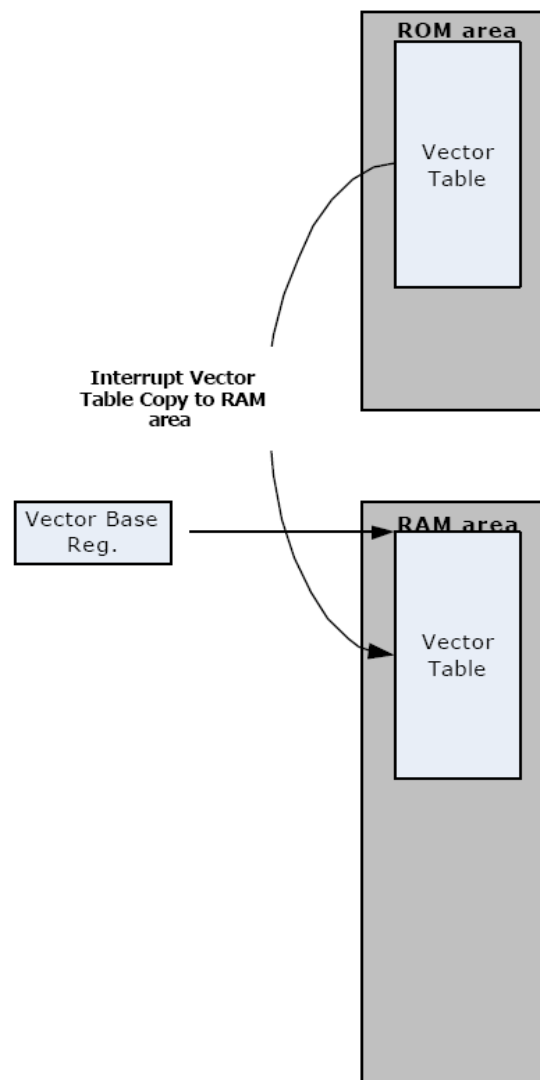 ROM area
Vector
Table
Interrupt Vector
Table Copy to RAM
area
Vector Base
Reg.
RAM area
Vector
Table